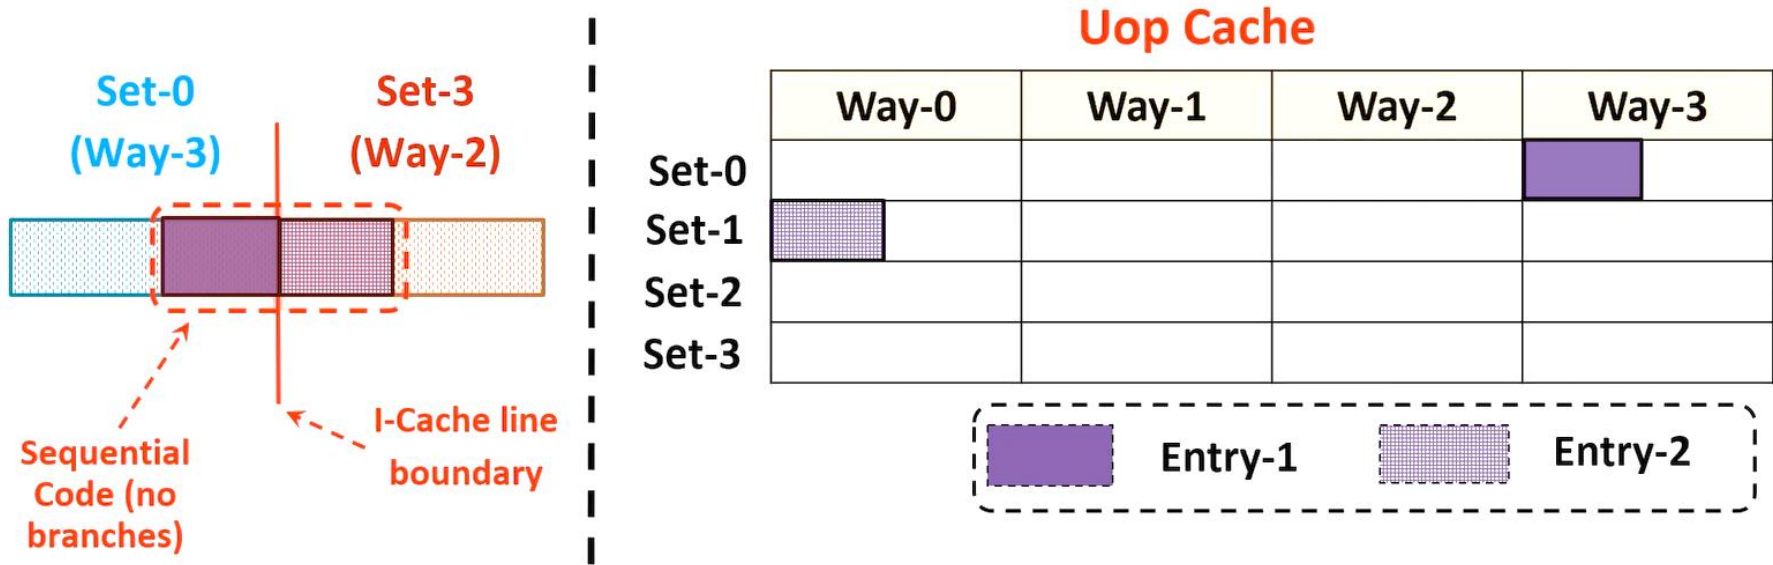 Set-0
(Way-3)
Set-3
(Way-2)
Sequential
Code (no
branches)
I-Cache line
boundary
Uop Cache
Way-0 Way-1 Way-2 Way-3
Set-0
Set-1
Set-2
Set-3
Entry-1 Entry-2